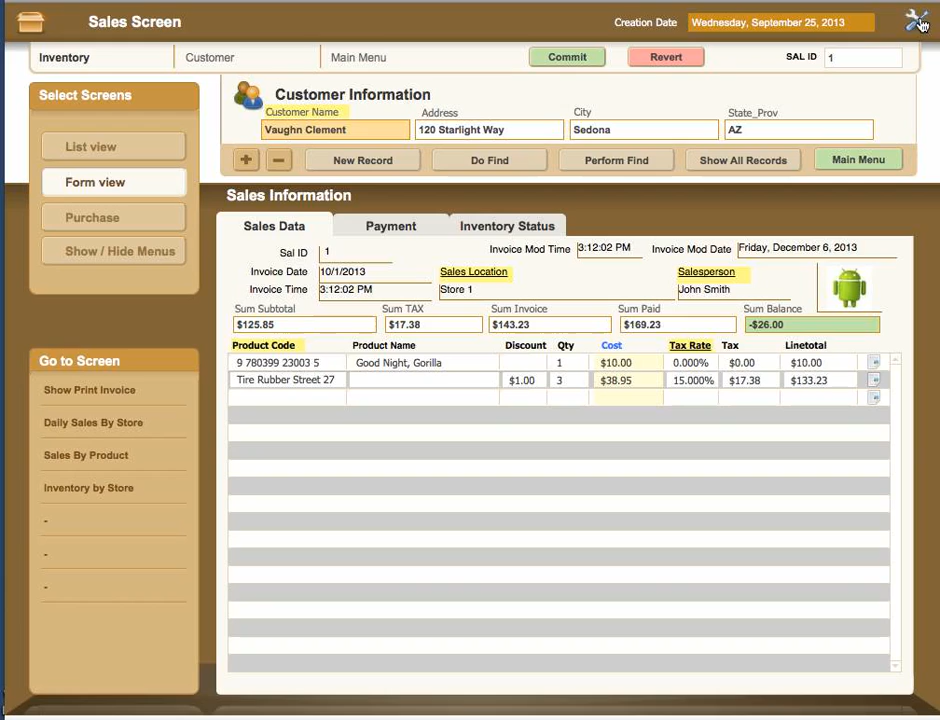 Sales Screen
Creation Date Wednesday, September 25, 2013
Inventory Customer Main Menu Commit Revert SAL ID 1
Select Screens
List view
Form view
Purchase
Show / Hide Menus
Customer Information
Customer Name Address City State_Prov
Vaughn Clement 120 Starlight Way Sedona AZ
New Record Do Find Perform Find Show All Records Main Menu
Sales Information
Sales Data Payment Inventory Status
Sal ID 1 Invoice Mod Time 3:12:02 PM Invoice Mod Date Friday, December 6, 2013
Invoice Date 10/1/2013 Sales Location Salesperson
Invoice Time 3:12:02 PM Store 1 John Smith
Sum Subtotal Sum TAX Sum Invoice Sum Paid Sum Balance
$125.85 $17.38 $143.23 $169.23 -$26.00
Product Code Product Name Discount Qty Cost Tax Rate Tax Linetotal
9 780399 23003 5 Good Night, Gorilla 1 $10.00 0.000% $0.00 $10.00
Tire Rubber Street 27 $1.00 3 $38.95 15.000% $17.38 $133.23
Go to Screen
Show Print Invoice
Daily Sales By Store
Sales By Product
Inventory by Store
-
-
-